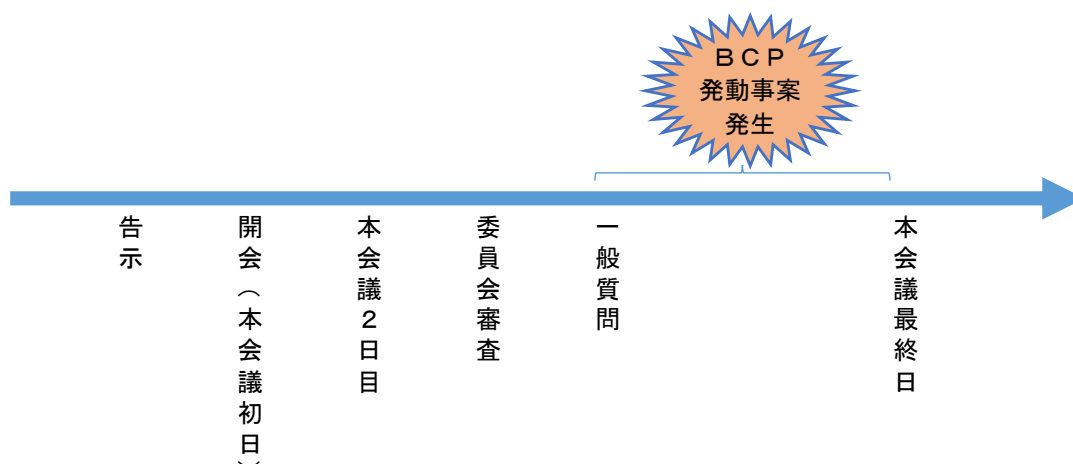 ＢＣＰ
発動事案
発生
告示
開会（本会議初日）
本会議２日目
委員会審査
一般質問
本会議最終日